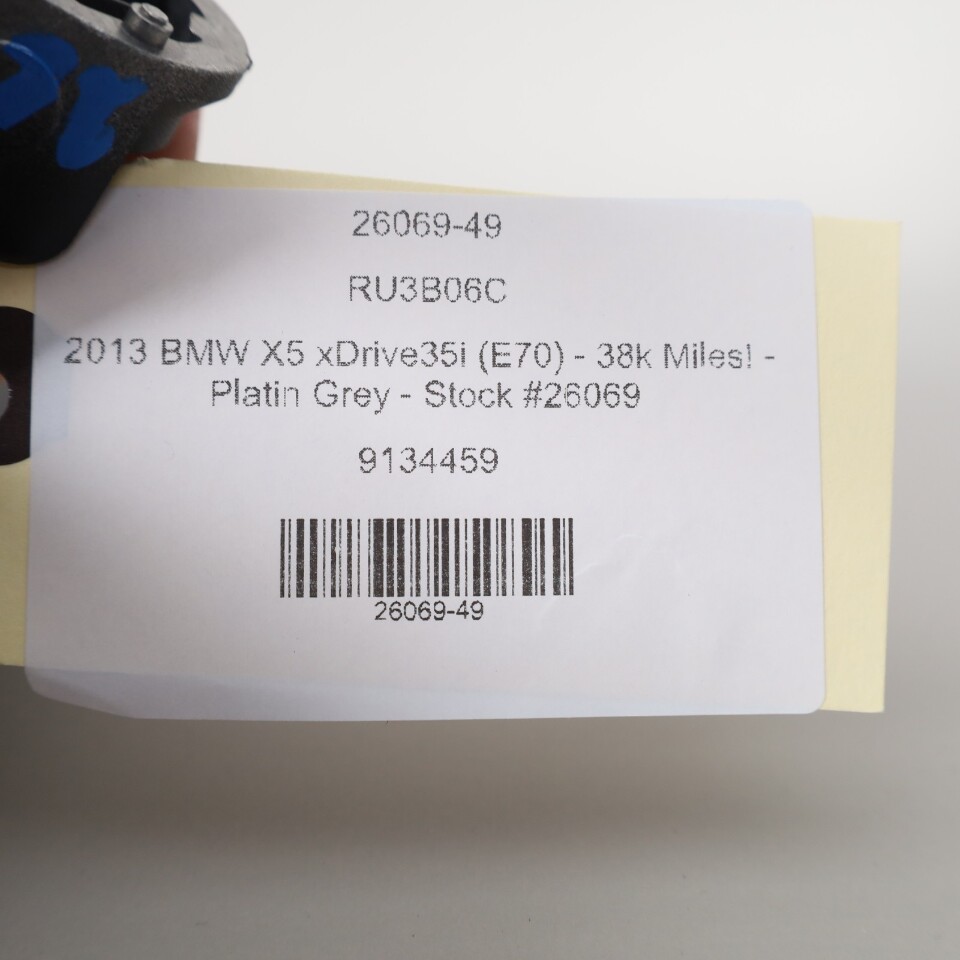 26069-49
RU3B06C
2013 BMW X5 xDrive35i (E70) - 38k Miles! -
Platin Grey - Stock #26069
9134459
26069-49